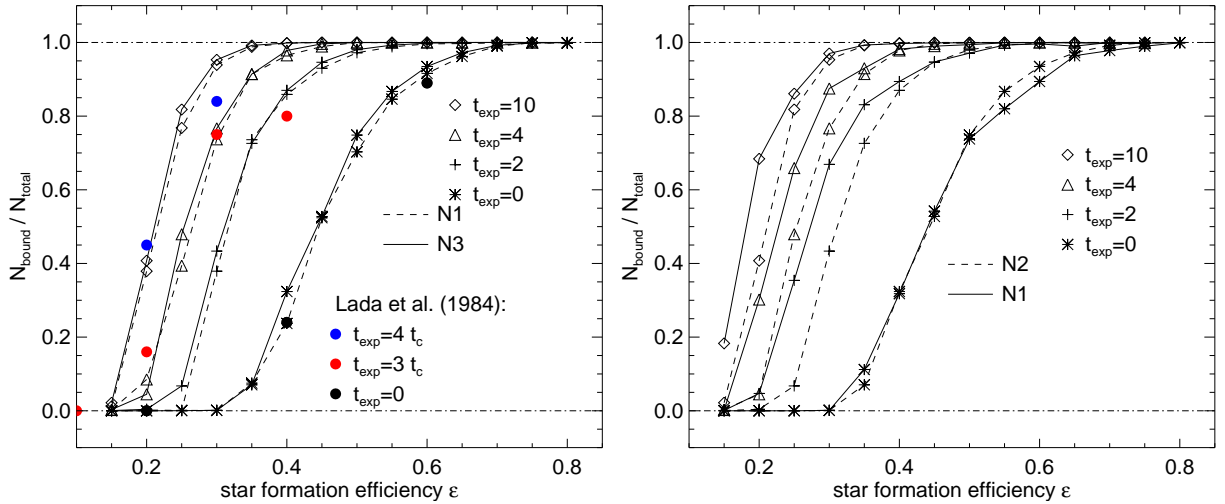 N_bound / N_total
1.0
0.8
0.6
0.4
0.2
0.0
t_exp=10
t_exp=4
t_exp=2
t_exp=0
N1
N3
Lada et al. (1984):
t_exp=4 t_c
t_exp=3 t_c
t_exp=0
0.2 0.4 0.6 0.8
star formation efficiency ε
N_bound / N_total
1.0
0.8
0.6
0.4
0.2
0.0
t_exp=10
t_exp=4
t_exp=2
t_exp=0
N2
N1
0.2 0.4 0.6 0.8
star formation efficiency ε